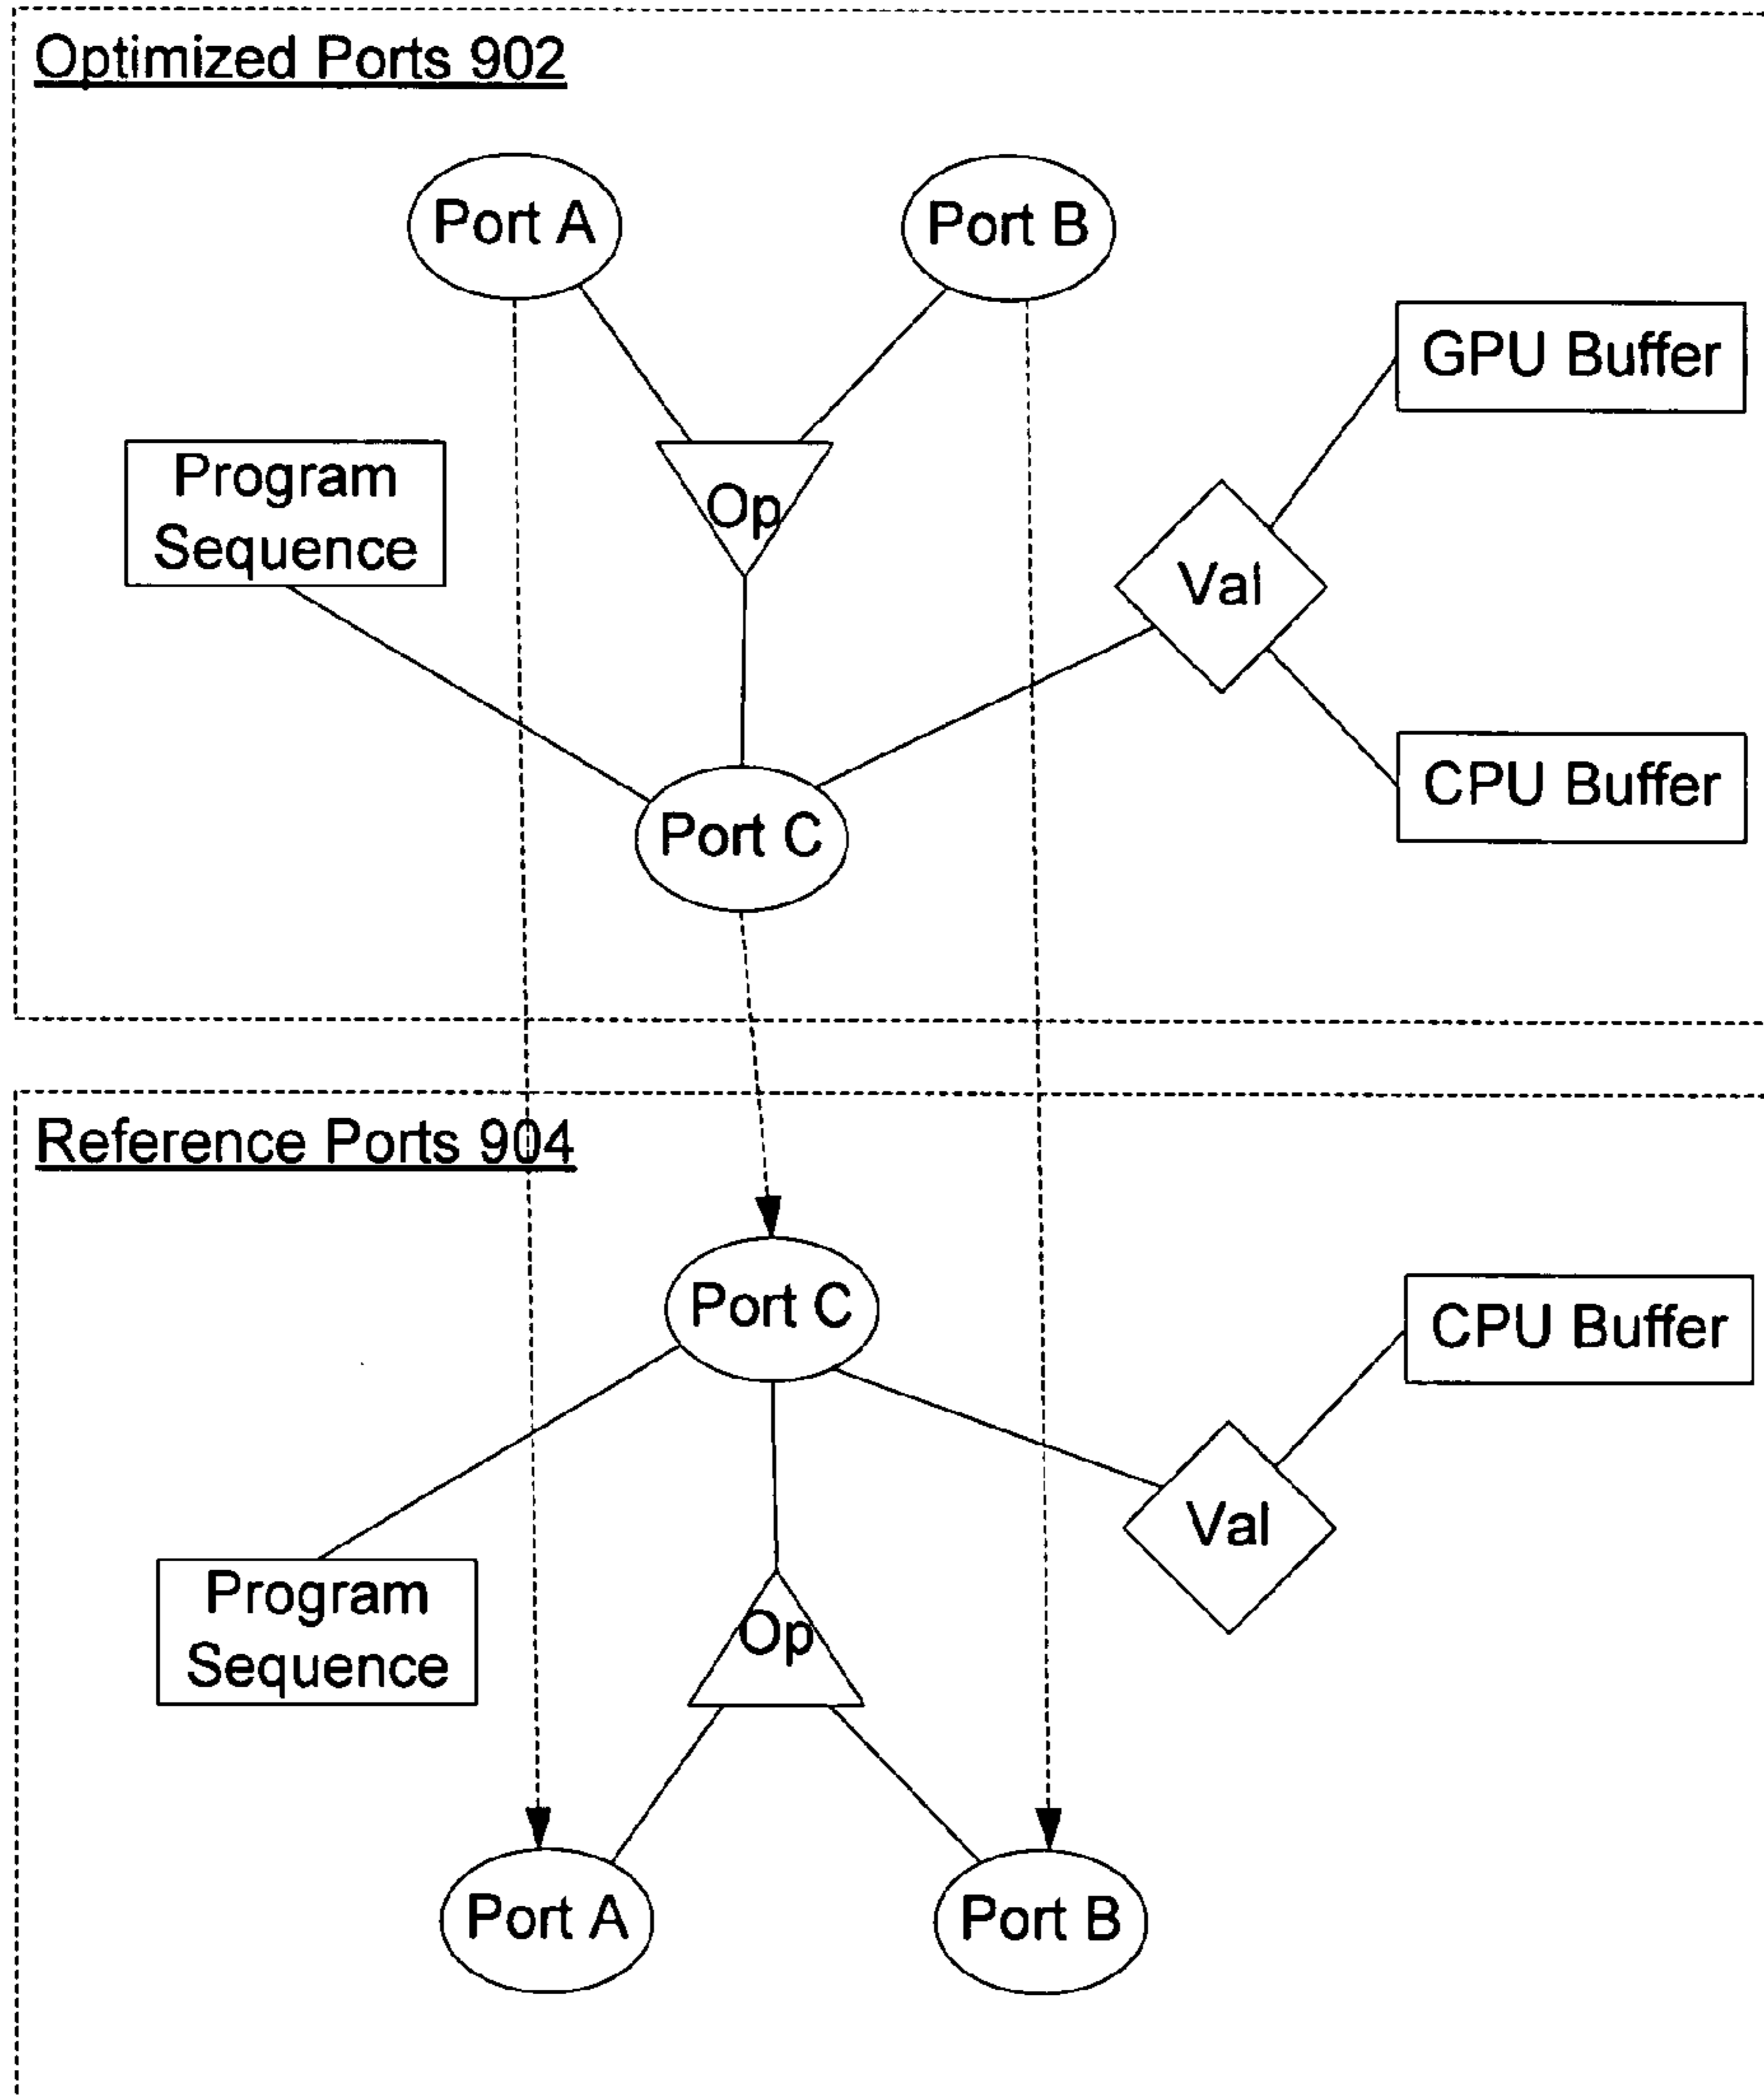 Optimized Ports 902
Port A
Port B
GPU Buffer
Program
Sequence
Op
Val
CPU Buffer
Port C
Reference Ports 904
Port C
CPU Buffer
Val
Program
Sequence
Op
Port A
Port B